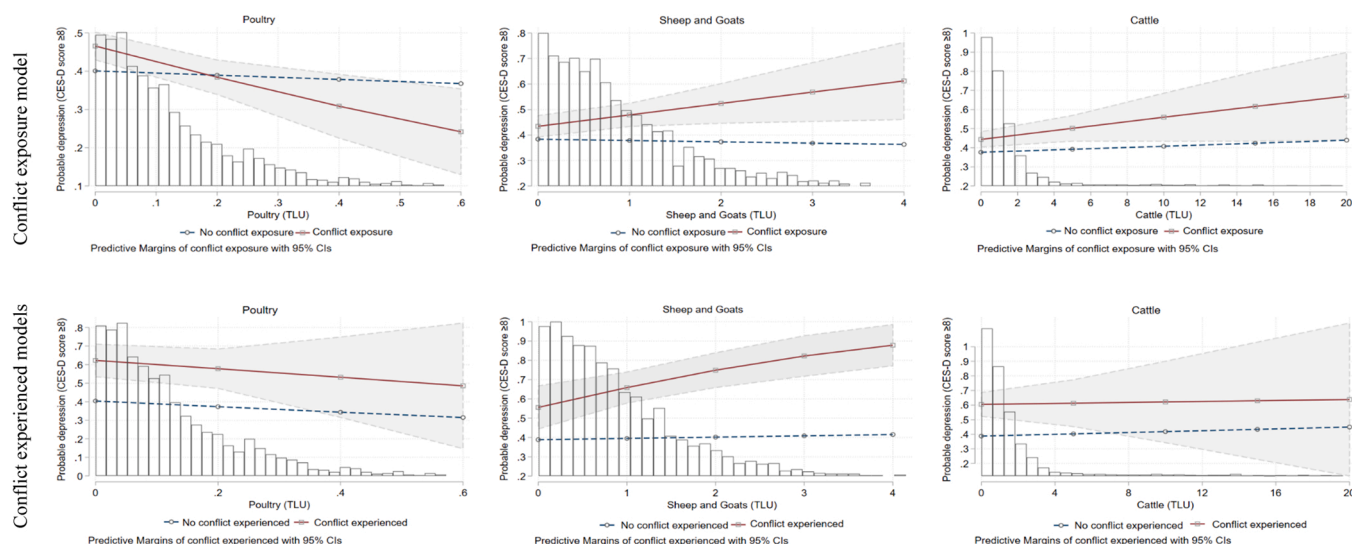 Conflict exposure model
Poultry
Probable depression (CES-D score ≥8)
.5
.4
.3
.2
.1
0 .1 .2 .3 .4 .5 .6
Poultry (TLU)
No conflict exposure Conflict exposure
Predictive Margins of conflict exposure with 95% CIs
Sheep and Goats
Probable depression (CES-D score ≥8)
.8
.7
.6
.5
.4
.3
.2
0 1 2 3 4
Sheep and Goats (TLU)
No conflict exposure Conflict exposure
Predictive Margins of conflict exposure with 95% CIs
Cattle
Probable depression (CES-D score ≥8)
1
.9
.8
.7
.6
.5
.4
.3
.2
0 2 4 6 8 10 12 14 16 18 20
Cattle (TLU)
No conflict exposure Conflict exposure
Predictive Margins of conflict exposure with 95% CIs
Conflict experienced models
Poultry
Probable depression (CES-D score ≥8)
.8
.7
.6
.5
.4
.3
.2
.1
0
0 .2 .4 .6
Poultry (TLU)
No conflict experienced Conflict experienced
Predictive Margins of conflict experienced with 95% CIs
Sheep and Goats
Probable depression (CES-D score ≥8)
1
.9
.8
.7
.6
.5
.4
.3
.2
0 1 2 3 4
Sheep and Goats (TLU)
No conflict experienced Conflict experienced
Predictive Margins of conflict experienced with 95% CIs
Cattle
Probable depression (CES-D score ≥8)
1
.9
.8
.7
.6
.5
.4
.3
.2
0 5 10 15 20
Cattle (TLU)
No conflict experienced Conflict experienced
Predictive Margins of conflict experienced with 95% CIs